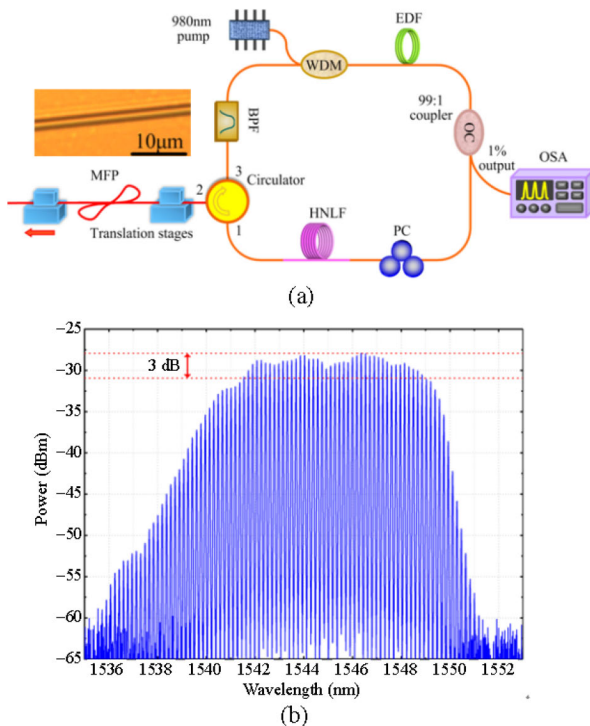 980nm
pump
EDF
WDM
99:1
coupler
BPF
OC
1%
output
OSA
10μm
MFP
3
2
Circulator
1
Translation stages
HNLF
PC
(a)
−25
3 dB
−30
−35
−40
−45
−50
−55
−60
−65
Power (dBm)
1536 1538 1540 1542 1544 1546 1548 1550 1552
Wavelength (nm)
(b)